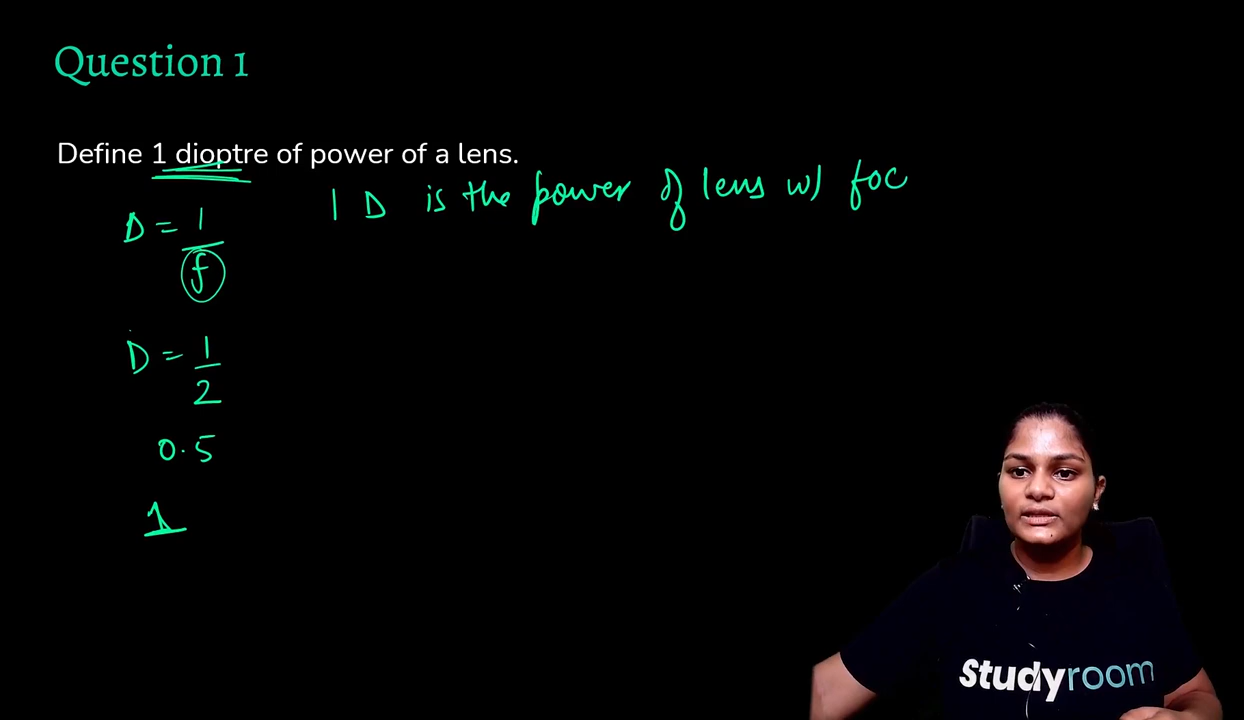 Question 1
Define 1 dioptre of power of a lens.
1 D is the power of lens w/ foc
D = 1/f
D = 1/2
0.5
1
Studyroom